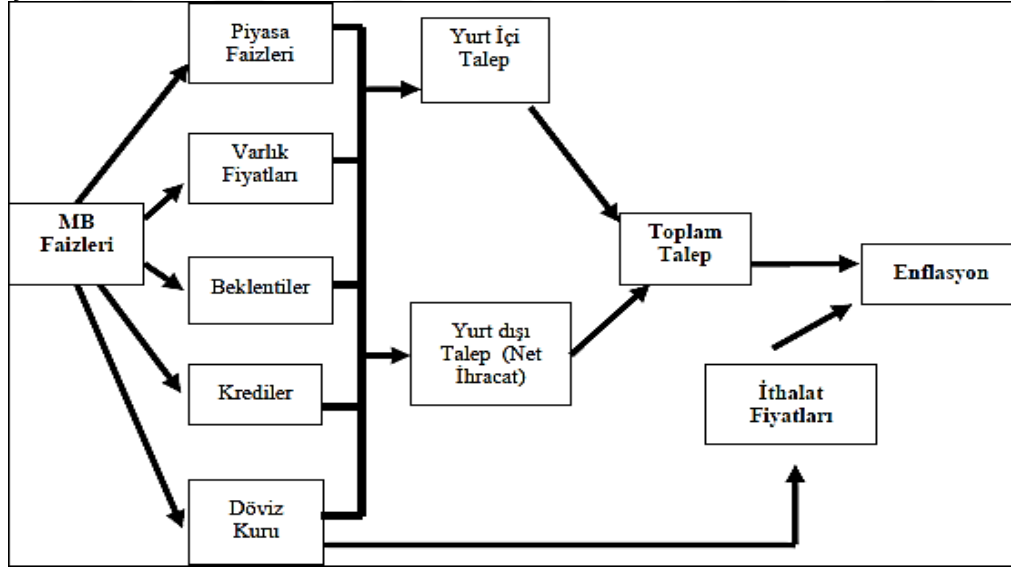 Piyasa
Faizleri
Varlık
Fiyatları
MB
Faizleri
Beklentiler
Krediler
Döviz
Kuru
Yurt İçi
Talep
Yurt dışı
Talep (Net
İhracat)
Toplam
Talep
Enflasyon
İthalat
Fiyatları